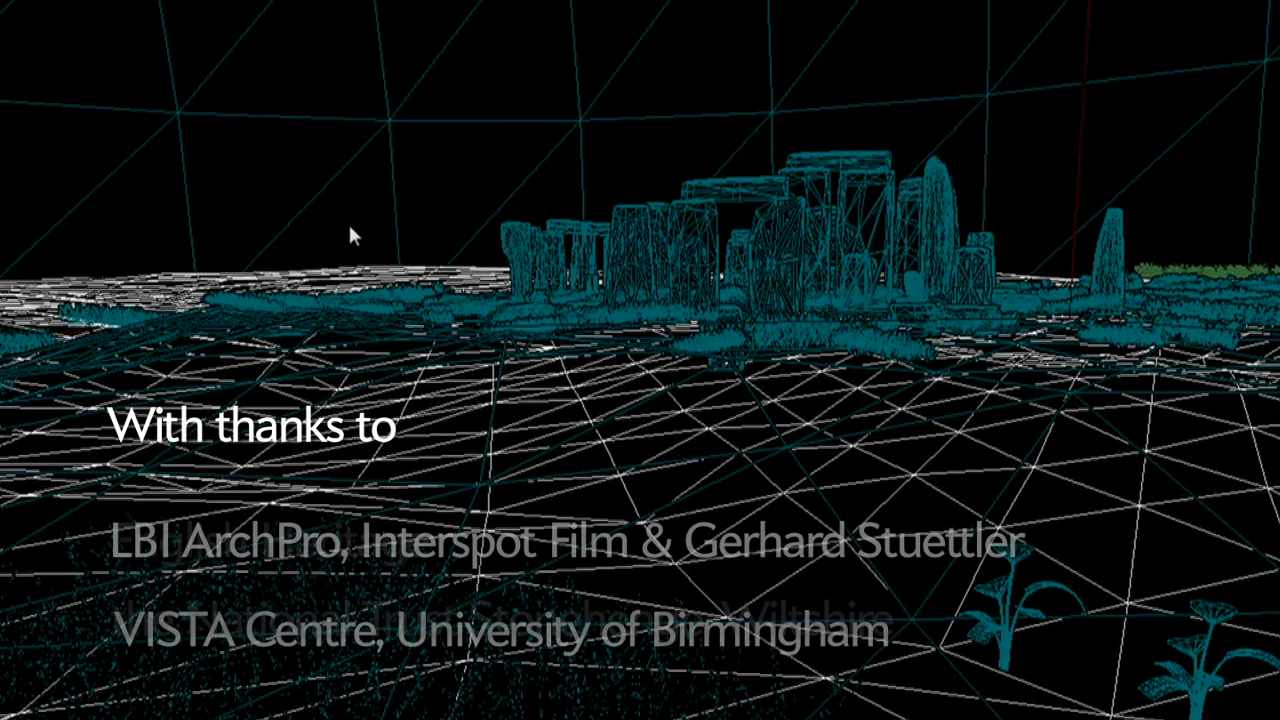 With thanks to
LBI ArchPro, Interspot Film & Gerhard Stuettler
VISTA Centre, University of Birmingham